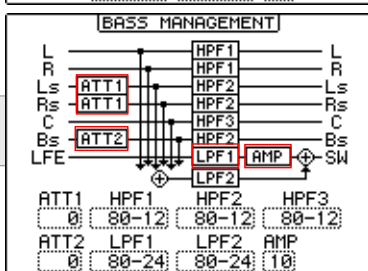 BASS MANAGEMENT
L HPF1 L
R HPF1 R
Ls ATT1 HPF2 Ls
Rs ATT1 HPF2 Rs
C HPF3 C
Bs ATT2 HPF2 Bs
LFE LPF1 AMP SW
LPF2
ATT1 HPF1 HPF2 HPF3
0 80-12 80-12 80-12
ATT2 LPF1 LPF2 AMP
0 80-24 80-24 10